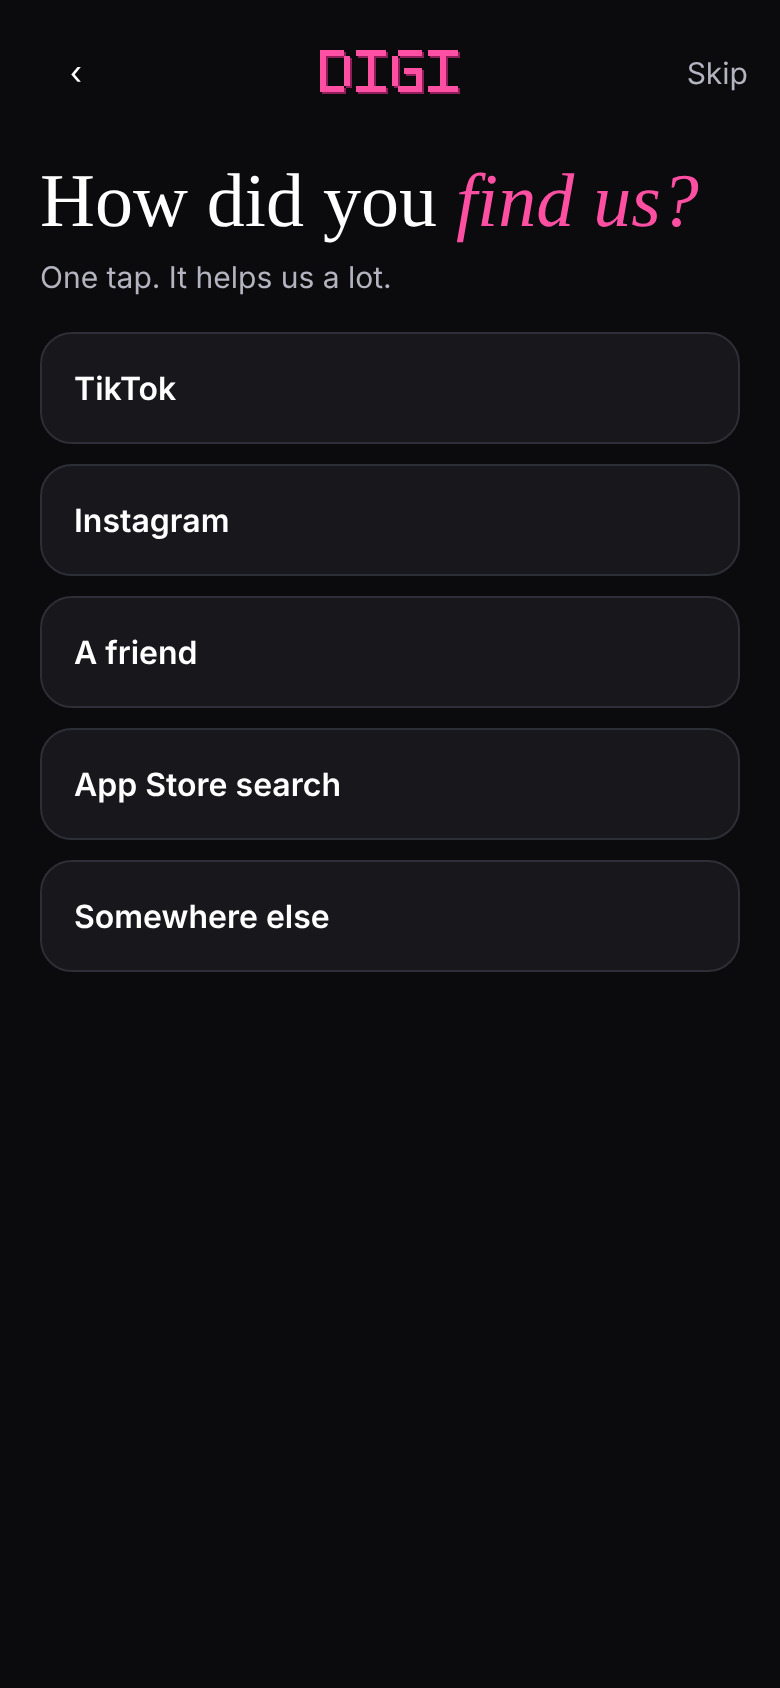 ‹
DIGI
Skip
How did you find us?
One tap. It helps us a lot.
TikTok
Instagram
A friend
App Store search
Somewhere else